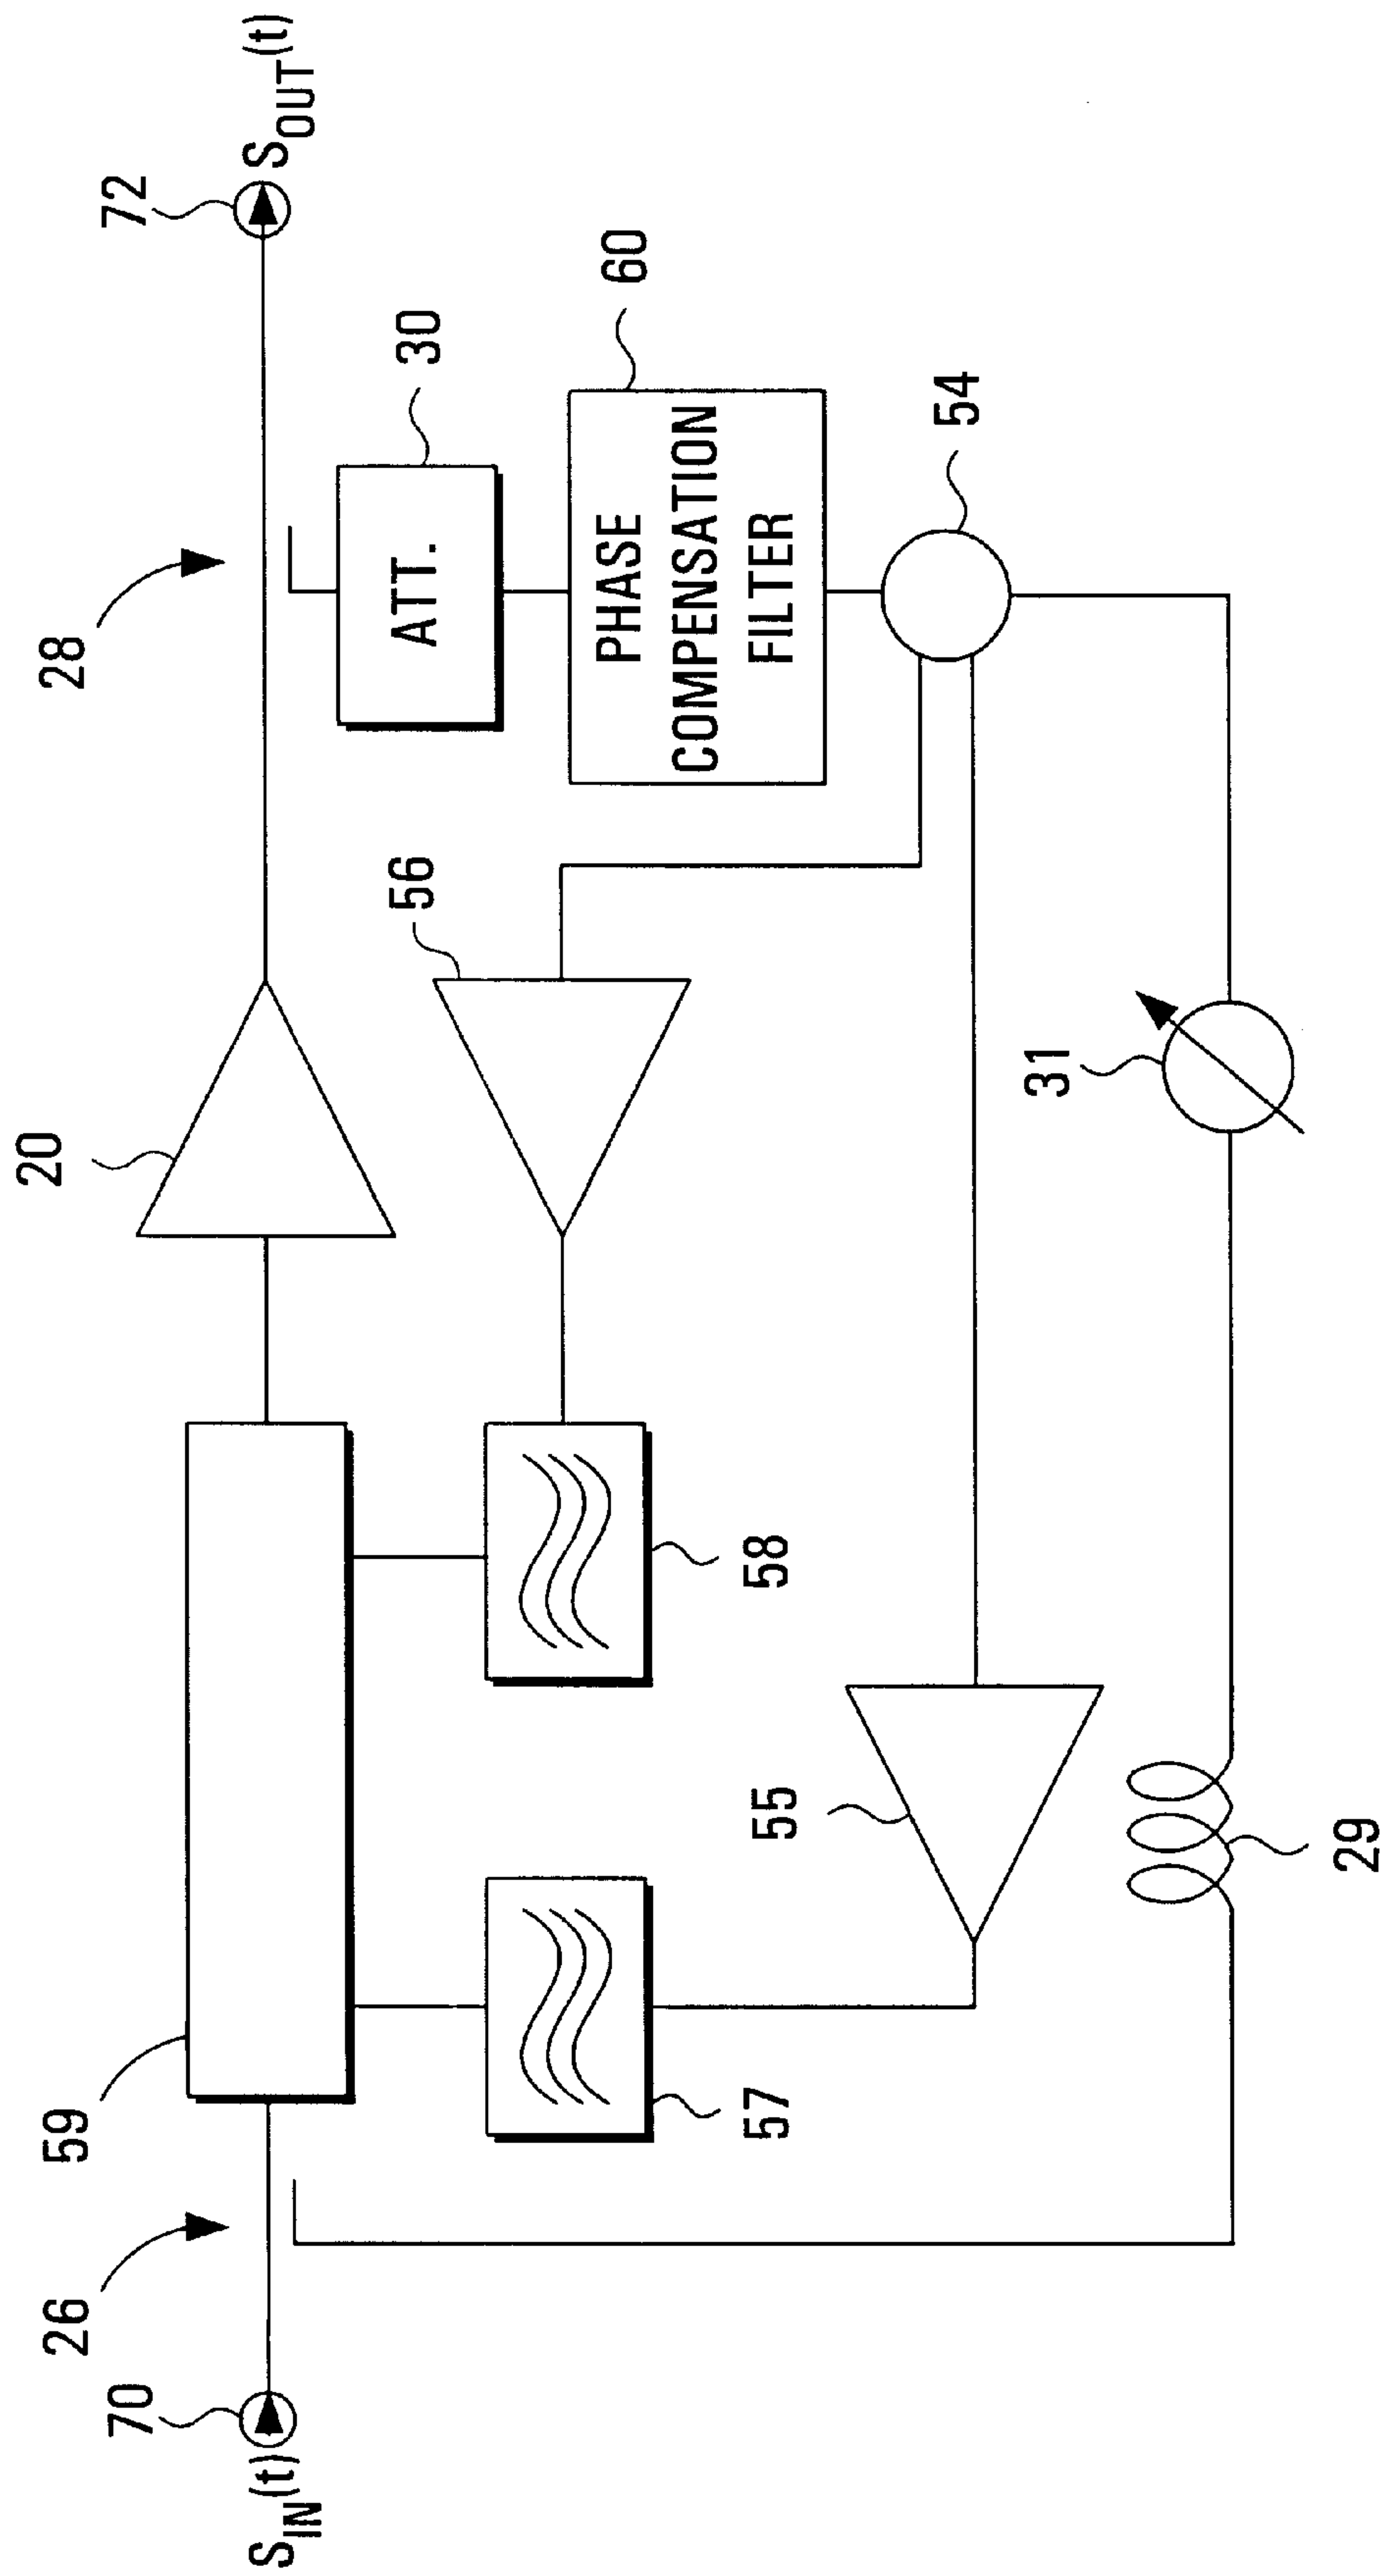 S_IN(t)
70
26
59
20
28
72
S_OUT(t)
57
58
56
ATT.
30
PHASE
COMPENSATION
FILTER
60
54
55
29
31